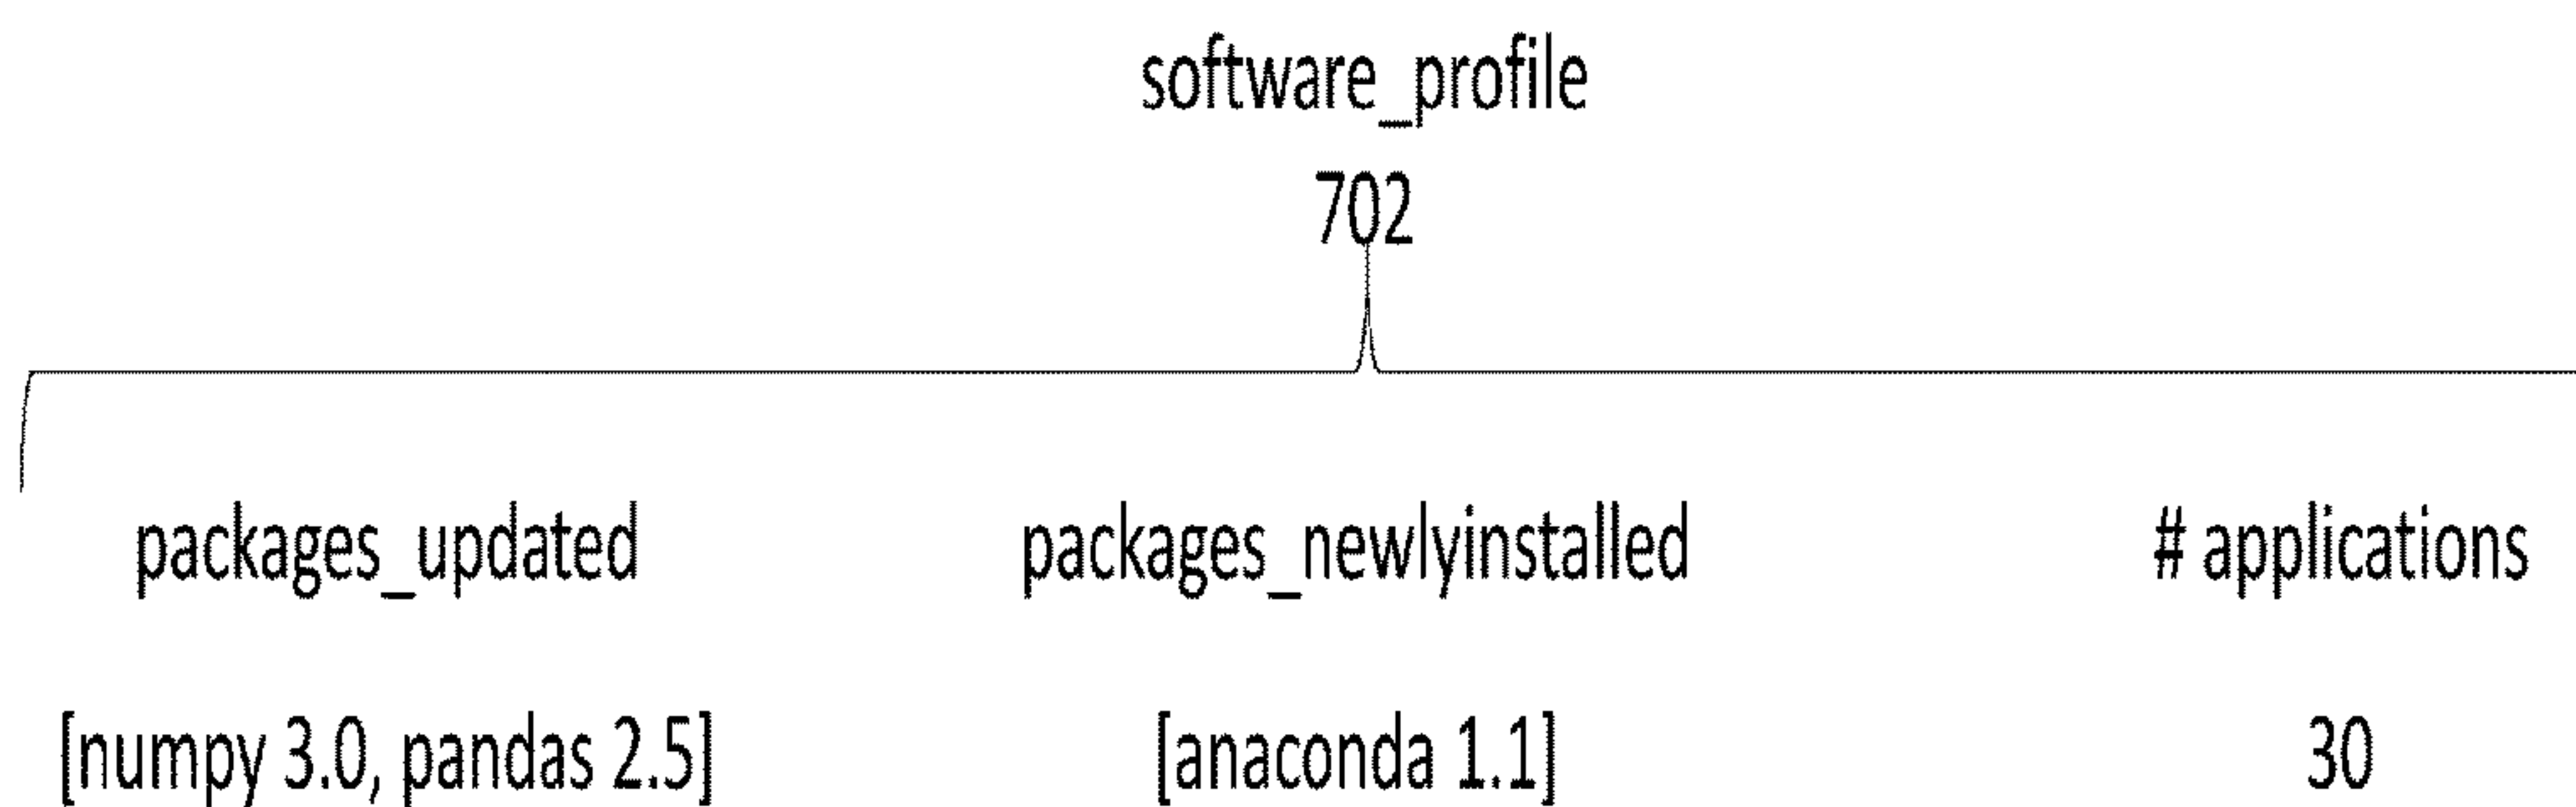 software_profile
702
packages_updated packages_newlyinstalled # applications
[numpy 3.0, pandas 2.5] [anaconda 1.1] 30